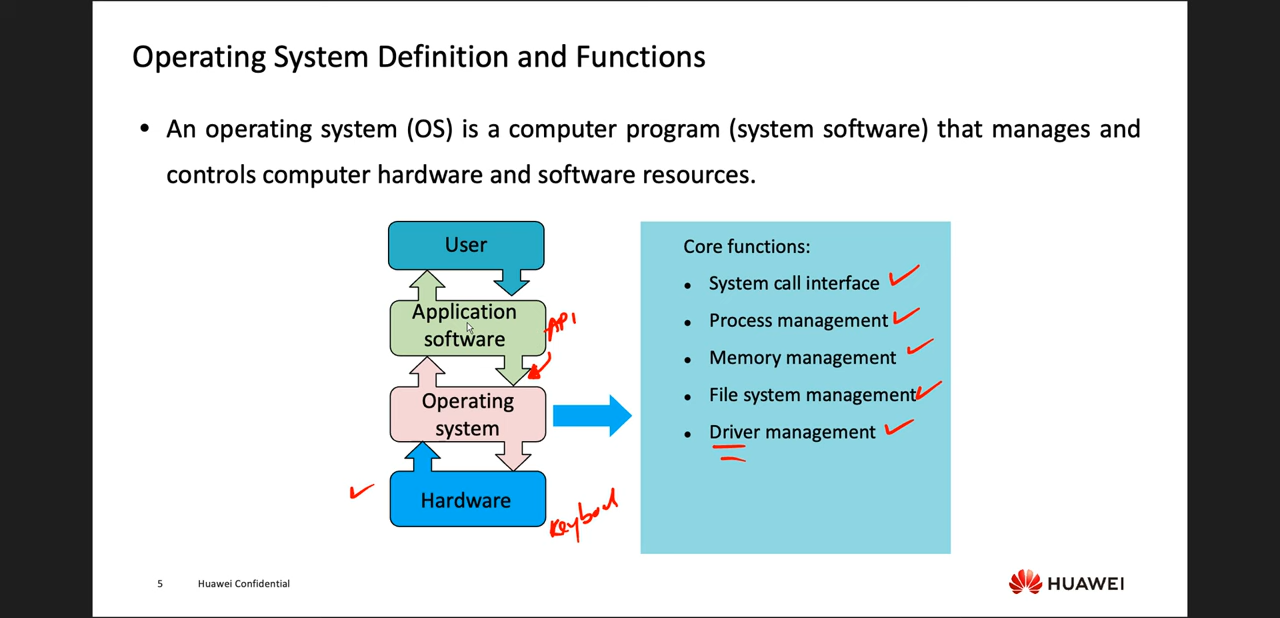 Operating System Definition and Functions
• An operating system (OS) is a computer program (system software) that manages and
controls computer hardware and software resources.
User
Application
software
API
Operating
system
Hardware
Keybord
Core functions:
• System call interface
• Process management
• Memory management
• File system management
• Driver management
5 Huawei Confidential
HUAWEI